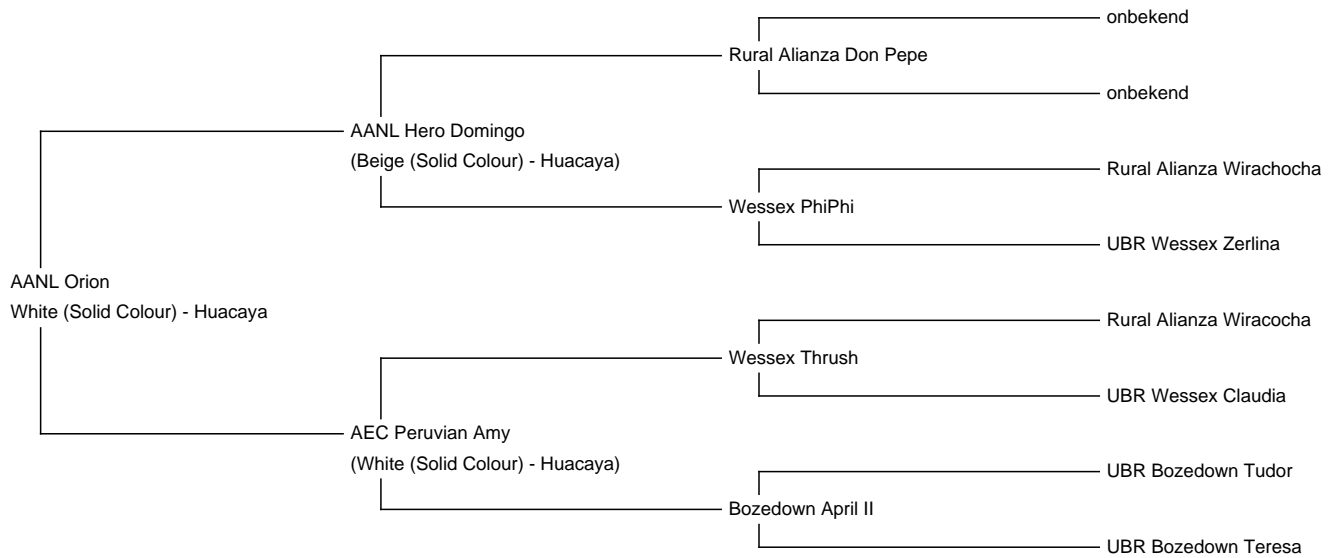 onbekend
Rural Alianza Don Pepe
onbekend
AANL Hero Domingo
(Beige (Solid Colour) - Huacaya)
Rural Alianza Wirachocha
Wessex PhiPhi
UBR Wessex Zerlina
AANL Orion
White (Solid Colour) - Huacaya
Rural Alianza Wiracocha
Wessex Thrush
UBR Wessex Claudia
AEC Peruvian Amy
(White (Solid Colour) - Huacaya)
UBR Bozedown Tudor
Bozedown April II
UBR Bozedown Teresa